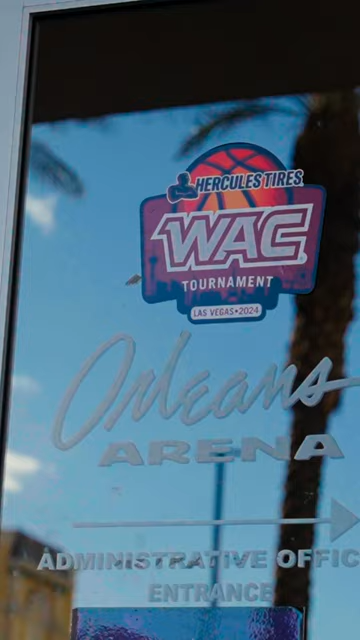 HERCULES TIRES
WAC
TOURNAMENT
LAS VEGAS•2024
Orleans
ARENA
ADMINISTRATIVE OFFIC
ENTRANCE